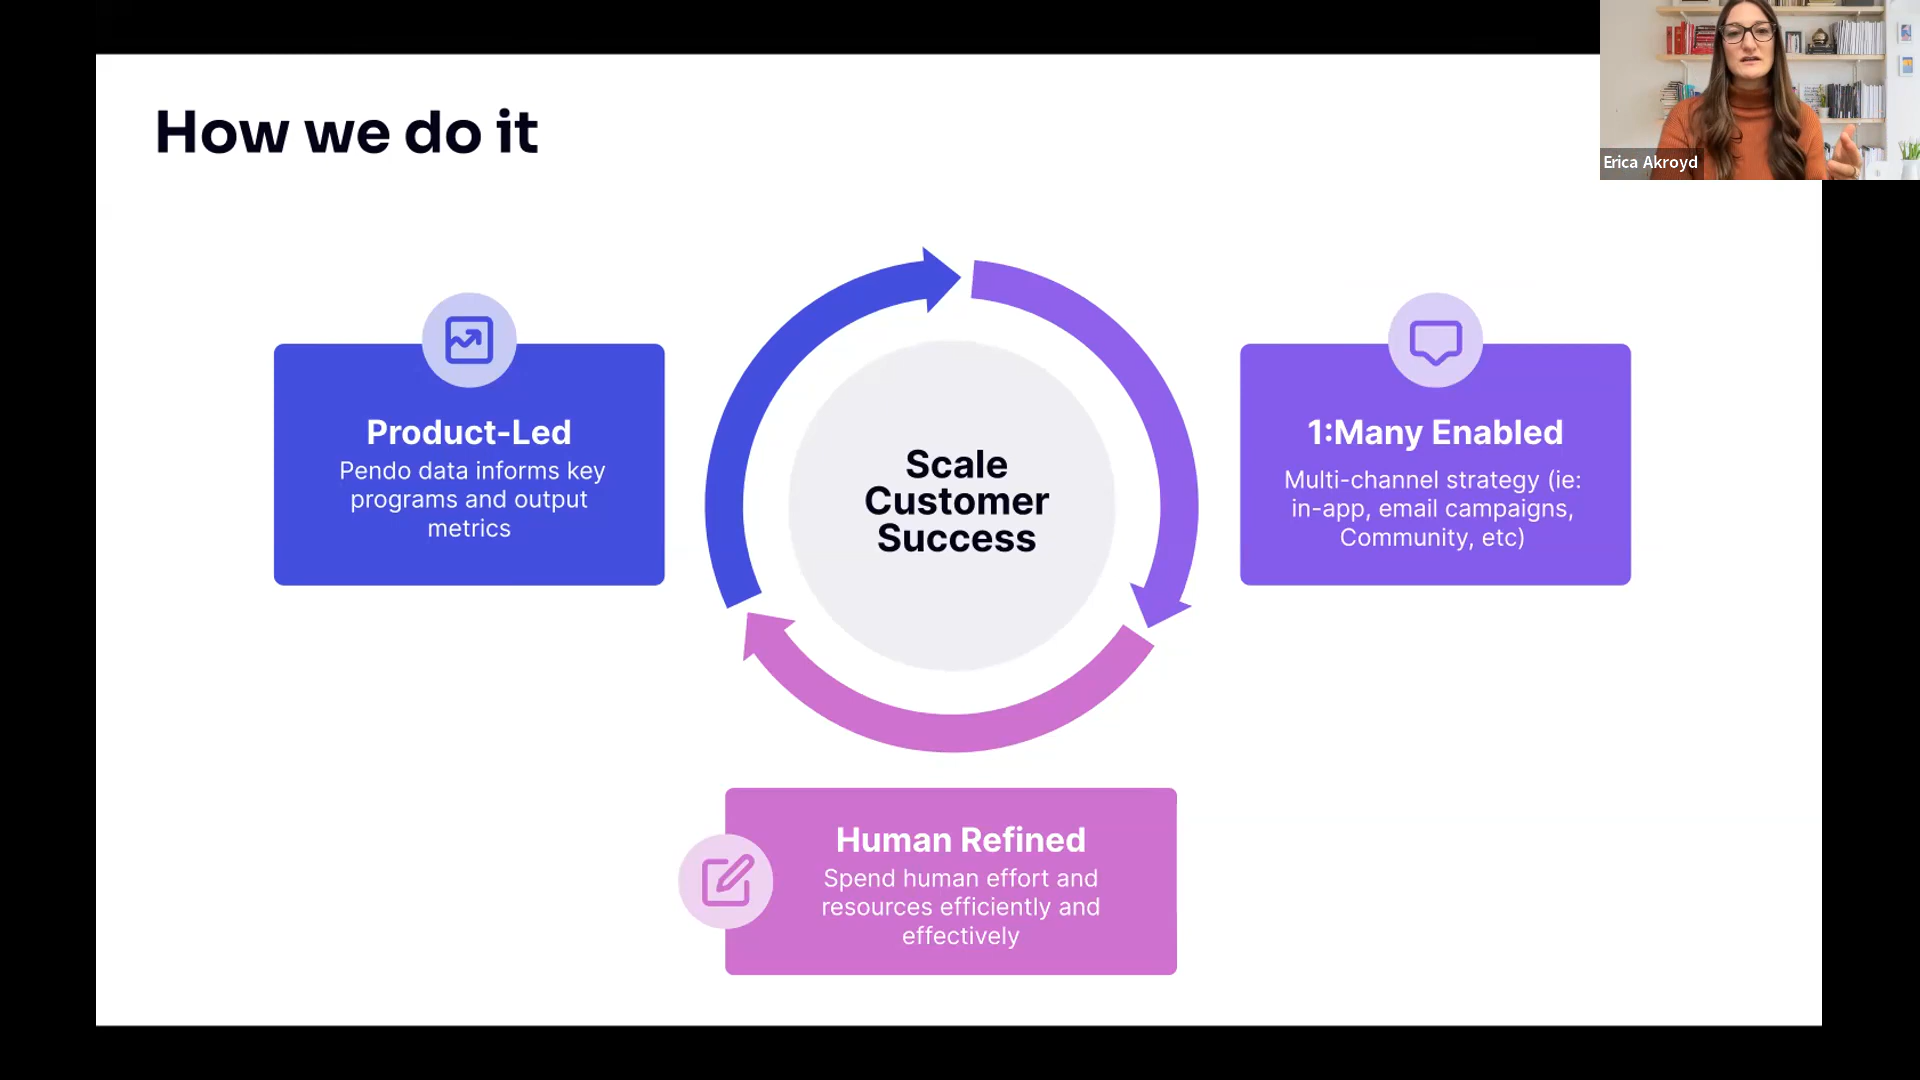 How we do it
Erica Akroyd
Product-Led
Pendo data informs key
programs and output
metrics
Scale
Customer
Success
1:Many Enabled
Multi-channel strategy (ie:
in-app, email campaigns,
Community, etc)
Human Refined
Spend human effort and
resources efficiently and
effectively